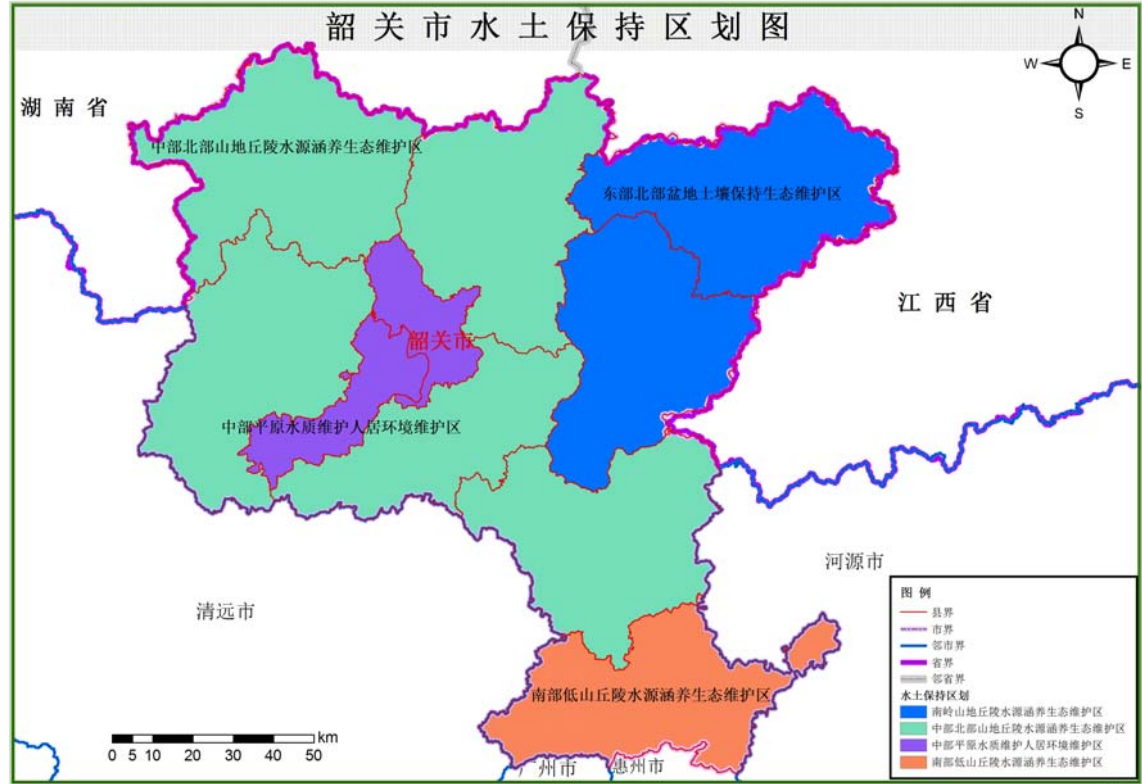 韶关市水土保持区划图
N
W
E
S
湖南省
中部北部山地丘陵水源涵养生态维护区
东部北部盆地土壤保持生态维护区
江西省
韶关市
中部平原水质维护人居环境维护区
河源市
清远市
南部低山丘陵水源涵养生态维护区
广州市
惠州市
0 5 10 20 30 40 50 km
图例
县界
市界
邻市界
省界
邻省界
水土保持区划
南岭山地丘陵水源涵养生态维护区
中部北部山地丘陵水源涵养生态维护区
中部平原水质维护人居环境维护区
南部低山丘陵水源涵养生态维护区